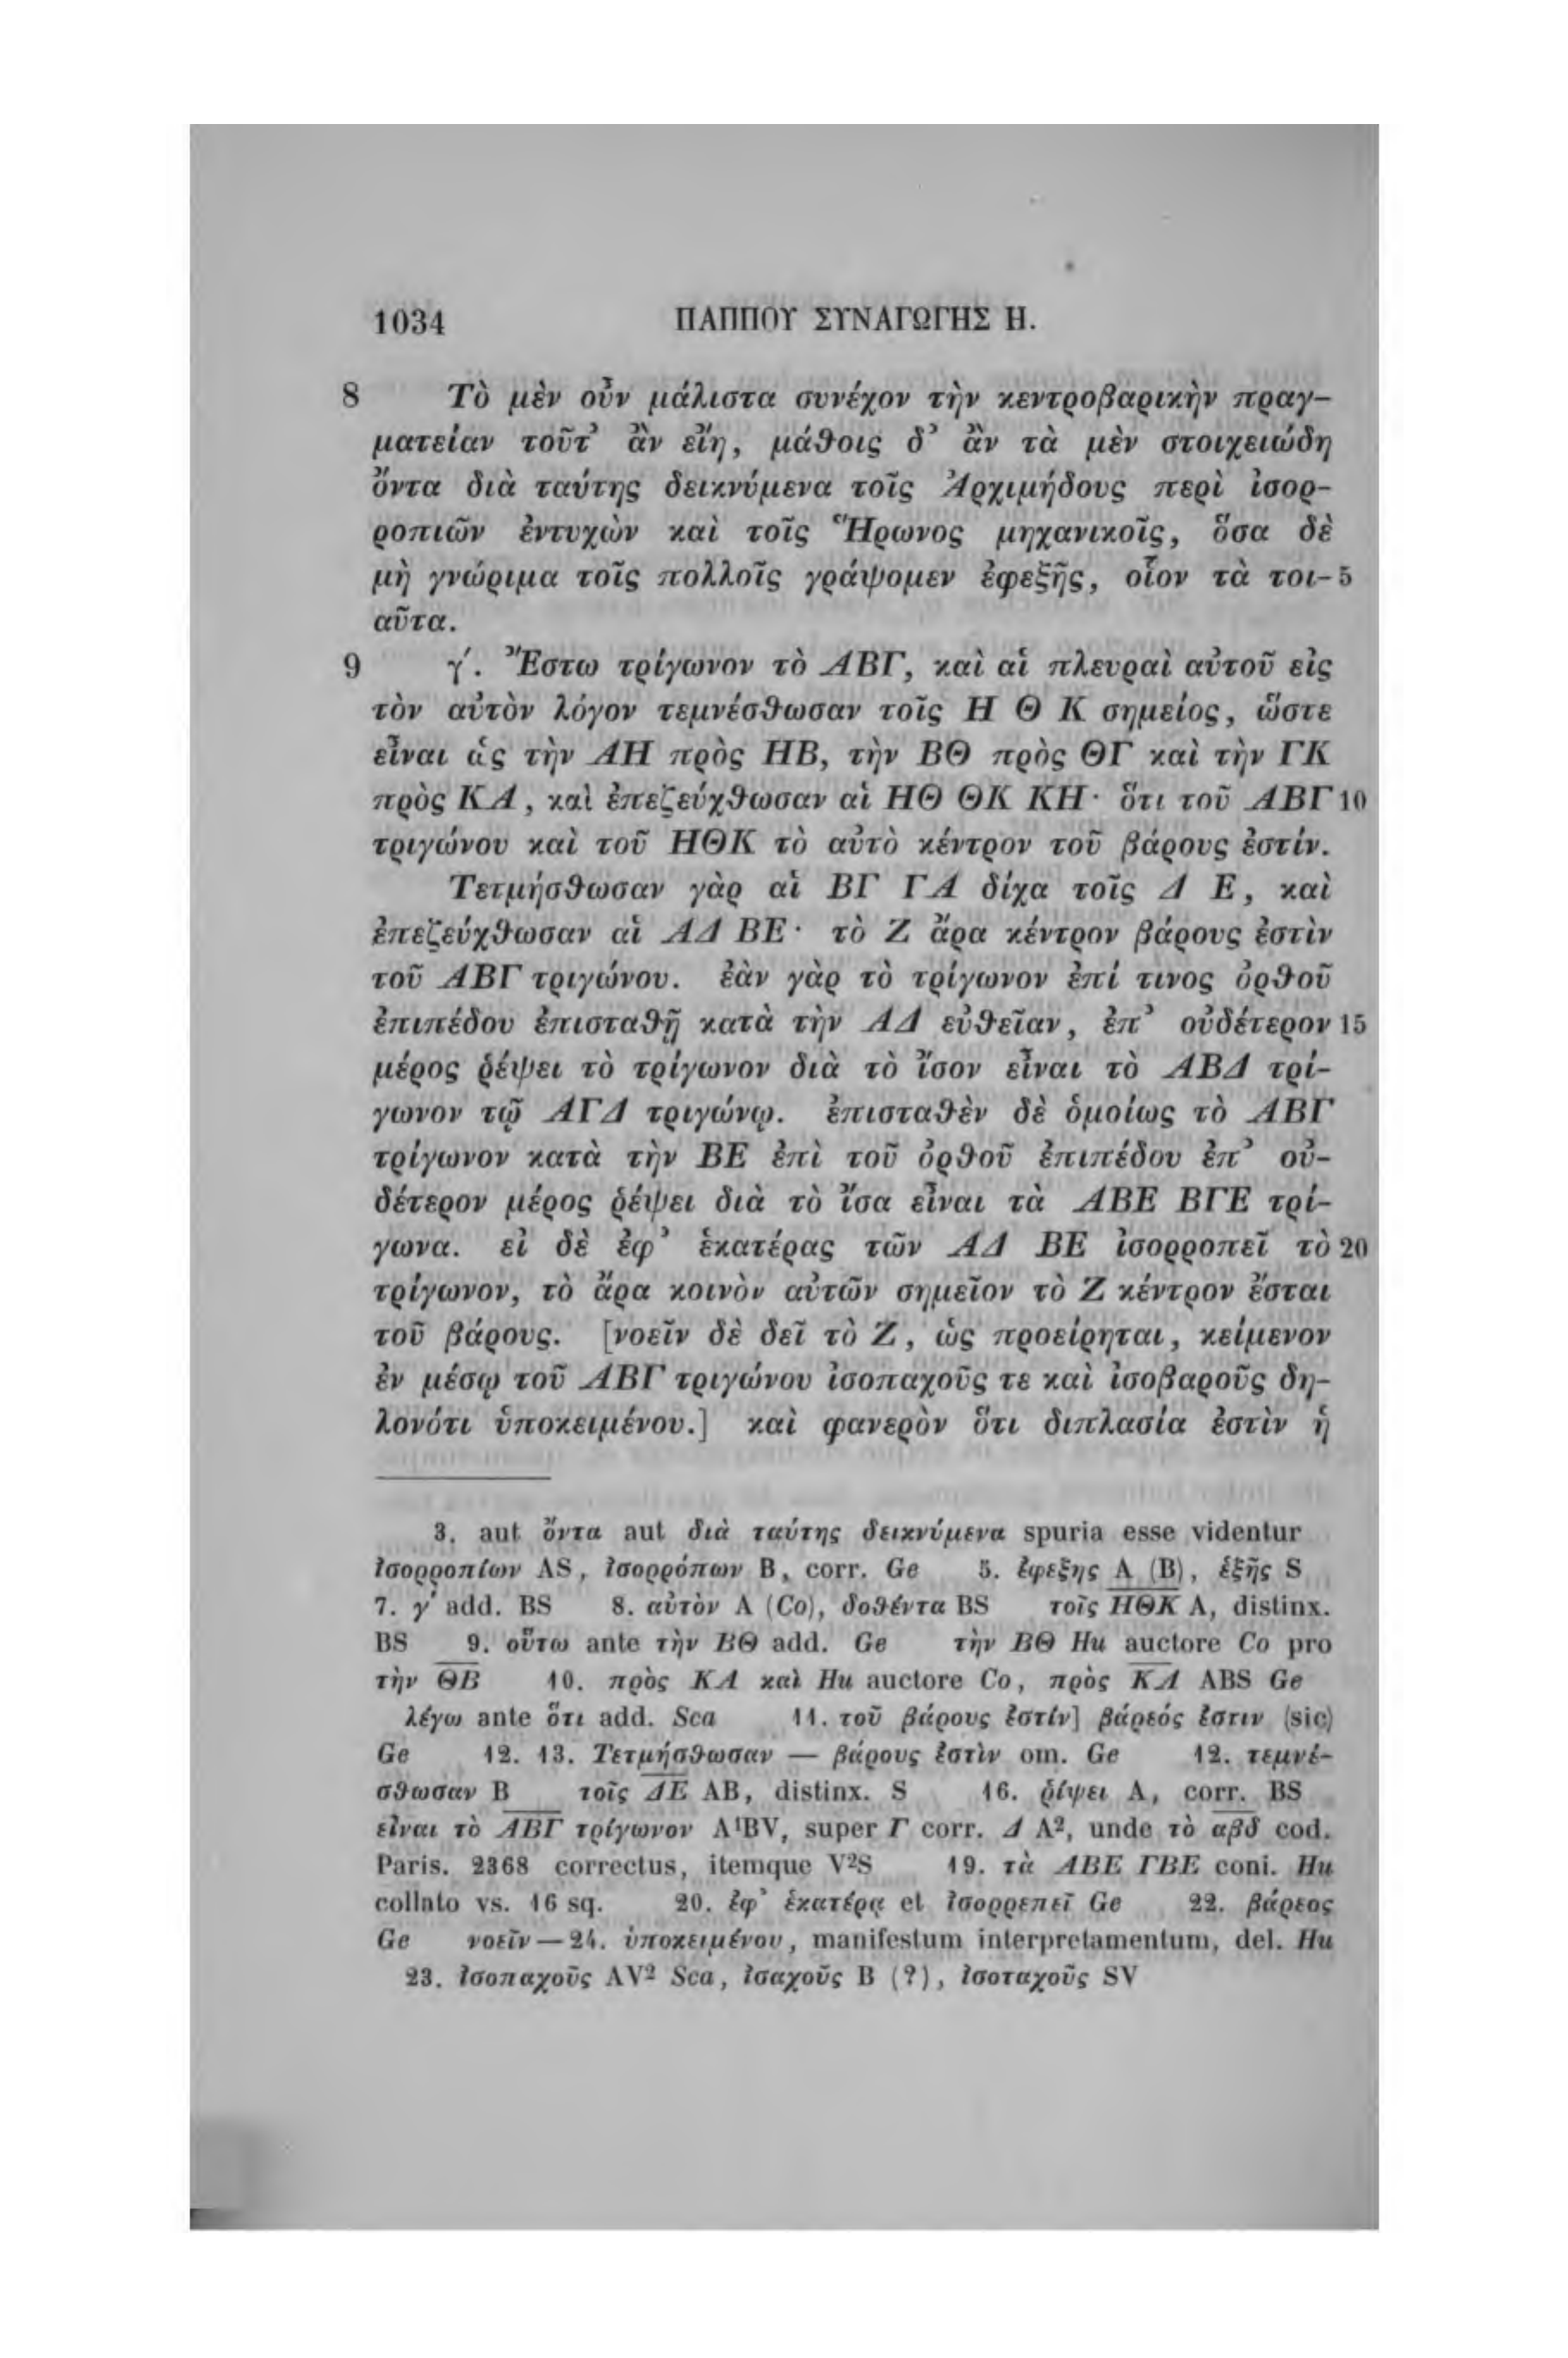 1034 ΠΑΠΠΟΥ ΣΥΝΑΓΩΓΗΣ Η.
8 Τὸ μὲν οὖν μάλιστα συνέχον τὴν κεντροβαρικὴν πραγ-
ματείαν τοῦτ’ ἂν εἴη, μάθοις δ’ ἂν τὰ μὲν στοιχειώδη
ὄντα διὰ ταύτης δεικνύμενα τοῖς Ἀρχιμήδους περὶ ἰσορ-
ροπιῶν ἐντυχὼν καὶ τοῖς Ἥρωνος μηχανικοῖς, ὅσα δὲ
μὴ γνώριμα τοῖς πολλοῖς γράψομεν ἐφεξῆς, οἷον τὰ τοι- 5
αῦτα.
9 γ΄. Ἔστω τρίγωνον τὸ ΑΒΓ, καὶ αἱ πλευραὶ αὐτοῦ εἰς
τὸν αὐτὸν λόγον τεμνέσθωσαν τοῖς Η Θ Κ σημείος, ὥστε
εἶναι ὡς τὴν ΑΗ πρὸς ΗΒ, τὴν ΒΘ πρὸς ΘΓ καὶ τὴν ΓΚ
πρὸς ΚΑ, καὶ ἐπεζεύχθωσαν αἱ ΗΘ ΘΚ ΚΗ· ὅτι τοῦ ΑΒΓ 10
τριγώνου καὶ τοῦ ΗΘΚ τὸ αὐτὸ κέντρον τοῦ βάρους ἐστίν.
Τετμήσθωσαν γὰρ αἱ ΒΓ ΓΑ δίχα τοῖς Δ Ε, καὶ
ἐπεζεύχθωσαν αἱ ΑΔ ΒΕ· τὸ Ζ ἄρα κέντρον βάρους ἐστὶν
τοῦ ΑΒΓ τριγώνου. ἐὰν γὰρ τὸ τρίγωνον ἐπί τινος ὀρθοῦ
ἐπιπέδου ἐπισταθῇ κατὰ τὴν ΑΔ εὐθεῖαν, ἐπ’ οὐδέτερον 15
μέρος ῥέψει τὸ τρίγωνον διὰ τὸ ἴσον εἶναι τὸ ΑΒΔ τρί-
γωνον τῷ ΑΓΔ τριγώνῳ. ἐπισταθὲν δὲ ὁμοίως τὸ ΑΒΓ
τρίγωνον κατὰ τὴν ΒΕ ἐπὶ τοῦ ὀρθοῦ ἐπιπέδου ἐπ’ οὐ-
δέτερον μέρος ῥέψει διὰ τὸ ἴσα εἶναι τὰ ΑΒΕ ΒΓΕ τρί-
γωνα. εἰ δὲ ἐφ’ ἑκατέρας τῶν ΑΔ ΒΕ ἰσορροπεῖ τὸ 20
τρίγωνον, τὸ ἄρα κοινὸν αὐτῶν σημεῖον τὸ Ζ κέντρον ἔσται
τοῦ βάρους. [νοεῖν δὲ δεῖ τὸ Ζ, ὡς προείρηται, κείμενον
ἐν μέσῳ τοῦ ΑΒΓ τριγώνου ἰσοπαχοῦς τε καὶ ἰσοβαροῦς δη-
λονότι ὑποκειμένου.] καὶ φανερὸν ὅτι διπλασία ἐστὶν ἡ
3. aut ὄντα aut διὰ ταύτης δεικνύμενα spuria esse videntur
ἰσορροπίων AS, ἰσορρόπων B, corr. Ge 5. ἐφεξης A (B), ἑξῆς S
7. γ΄ add. BS 8. αὐτὸν A (Co), δοθέντα BS τοῖς ΗΘΚ A, distinx.
BS 9. οὕτω ante τὴν ΒΘ add. Ge τὴν ΒΘ Hu auctore Co pro
τὴν ΘΒ 10. πρὸς ΚΑ καὶ Hu auctore Co, πρὸς ΚΔ ABS Ge
λέγω ante ὅτι add. Sca 11. τοῦ βάρους ἐστίν] βάρεός ἐστιν (sic)
Ge 12. 13. Τετμήσθωσαν — βάρους ἐστὶν om. Ge 12. τεμνέ-
σθωσαν B τοῖς ΔΕ AB, distinx. S 16. ῥίψει A, corr. BS
εἶναι τὸ ΑΒΓ τρίγωνον A¹BV, super Γ corr. Δ A², unde τὸ αβδ cod.
Paris. 2368 correctus, itemque V²S 19. τὰ ΑΒΕ ΓΒΕ coni. Hu
collato vs. 16 sq. 20. ἐφ’ ἑκατέρᾳ et ἰσορρεπεῖ Ge 22. βάρεος
Ge νοεῖν — 24. ὑποκειμένου, manifestum interpretamentum, del. Hu
23. ἰσοπαχοῦς AV² Sca, ἰσαχοῦς B (?), ἰσοταχοῦς SV